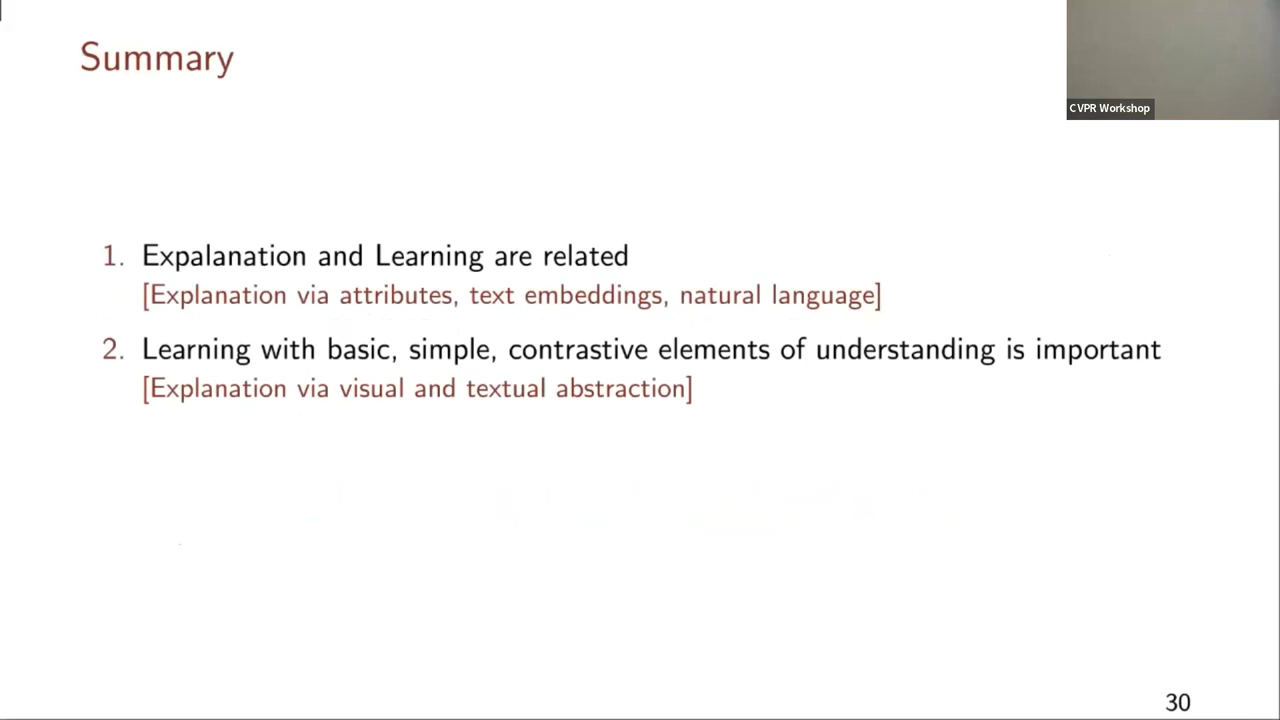 Summary
CVPR Workshop
1. Expalanation and Learning are related
[Explanation via attributes, text embeddings, natural language]
2. Learning with basic, simple, contrastive elements of understanding is important
[Explanation via visual and textual abstraction]
30